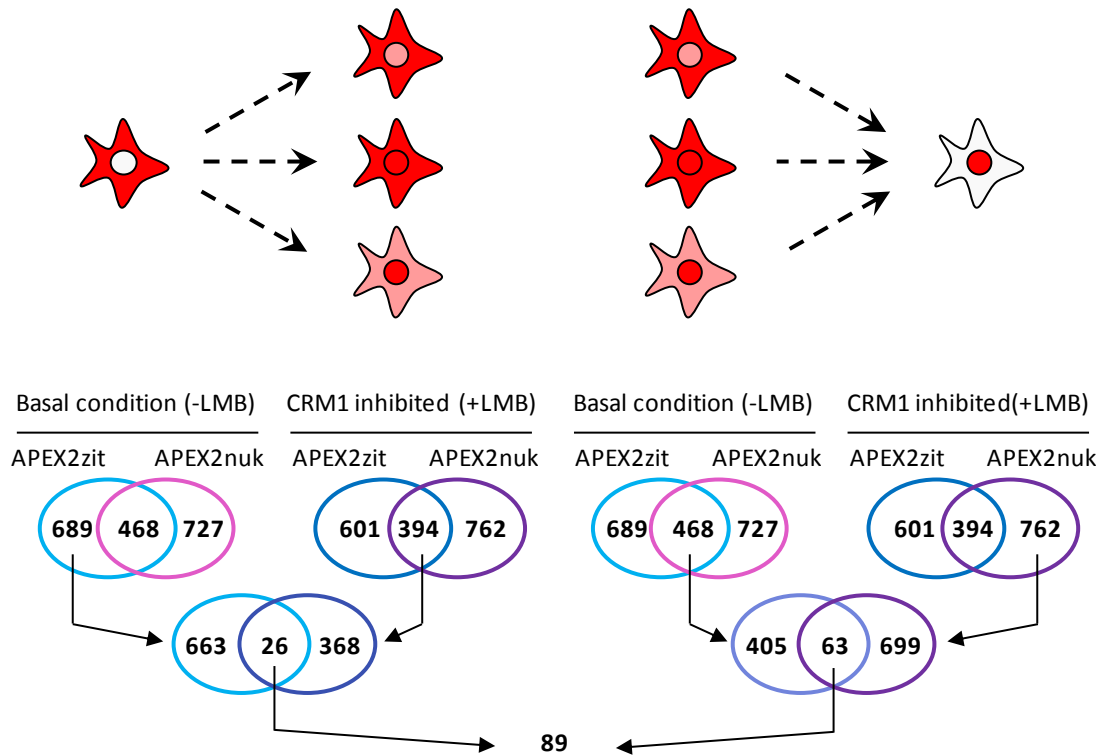 Basal condition (-LMB) CRM1 inhibited (+LMB) Basal condition (-LMB) CRM1 inhibited(+LMB)
APEX2zit APEX2nuk APEX2zit APEX2nuk APEX2zit APEX2nuk APEX2zit APEX2nuk
689 468 727 601 394 762 689 468 727 601 394 762
663 26 368 405 63 699
89